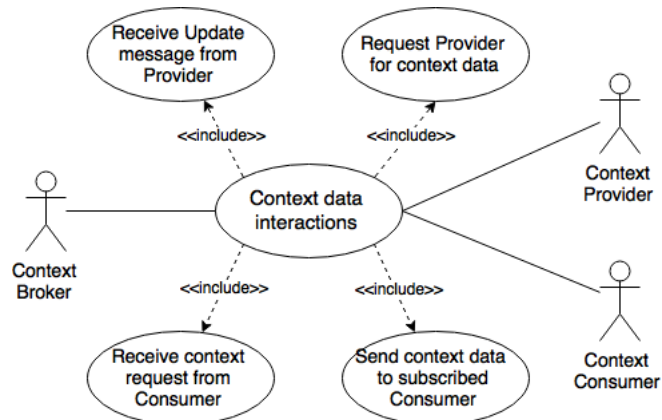 Receive Update
message from
Provider
Request Provider
for context data
<<include>>
<<include>>
Context
Provider
Context data
interactions
Context
Broker
<<include>>
<<include>>
Receive context
request from
Consumer
Send context data
to subscribed
Consumer
Context
Consumer